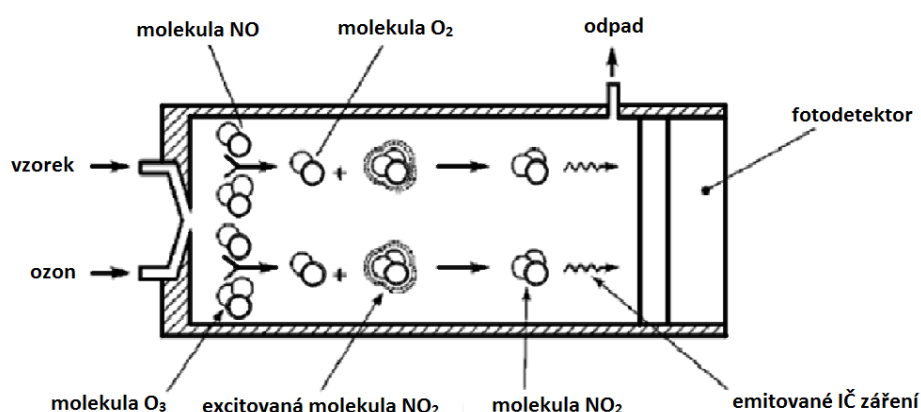 molekula NO
molekula O₂
odpad
fotodetektor
vzorek
+
+
ozon
molekula O₃
excitovaná molekula NO₂
molekula NO₂
emitované IČ záření